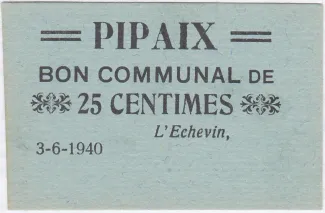 PIPAIX
BON COMMUNAL DE
25 CENTIMES
L'Echevin,
3-6-1940